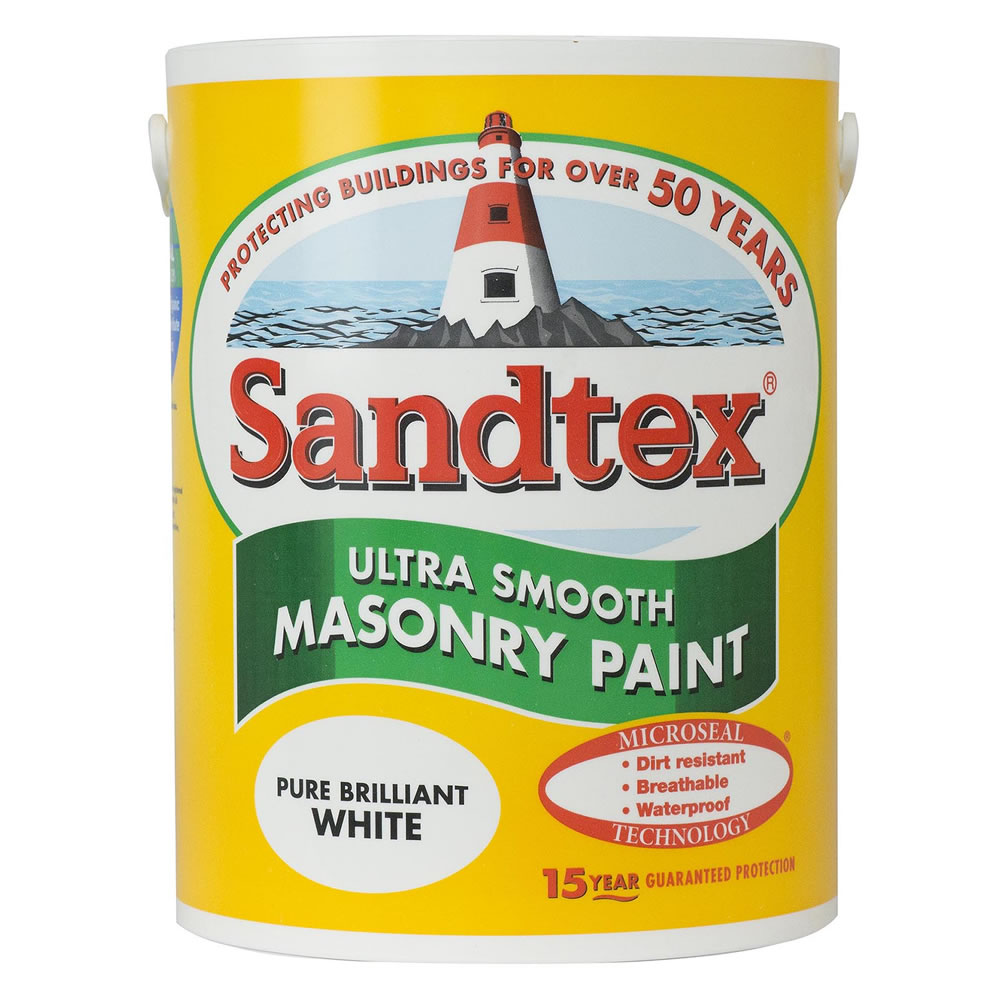 PROTECTING BUILDINGS FOR OVER 50 YEARS
Sandtex®
ULTRA SMOOTH
MASONRY PAINT
PURE BRILLIANT
WHITE
MICROSEAL ®
• Dirt resistant
• Breathable
• Waterproof
TECHNOLOGY
15 YEAR GUARANTEED PROTECTION